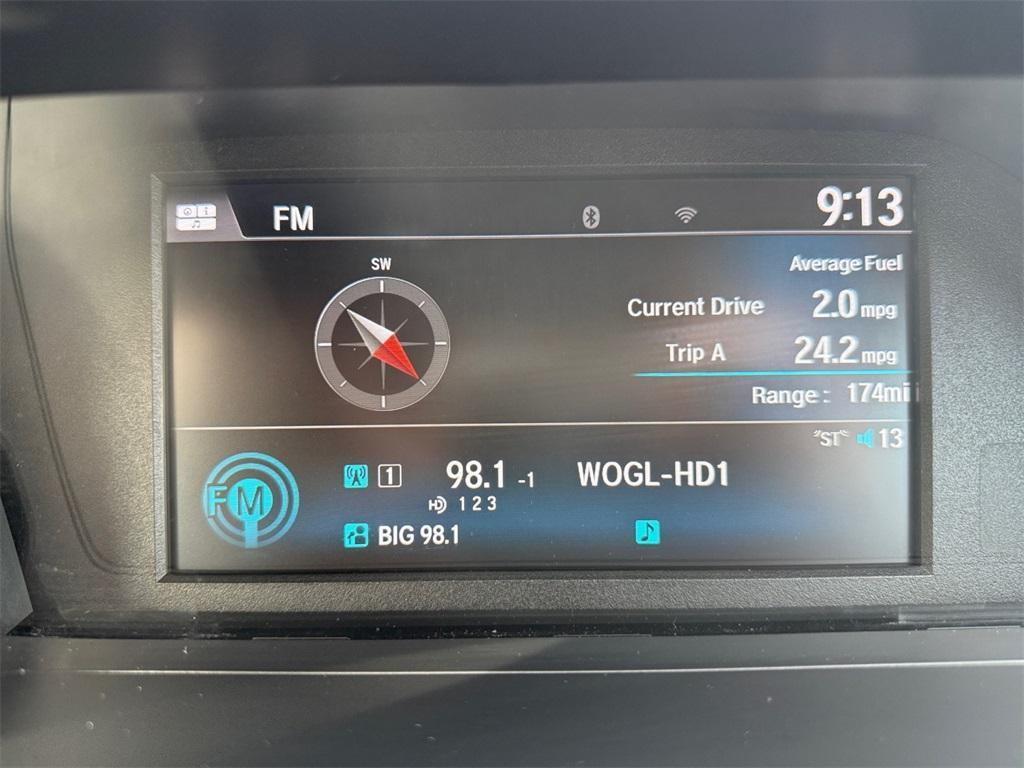 FM
9:13
SW
Average Fuel
Current Drive 2.0 mpg
Trip A 24.2 mpg
Range : 174mi
ST 13
FM
1 98.1 -1 WOGL-HD1
HD 1 2 3
BIG 98.1